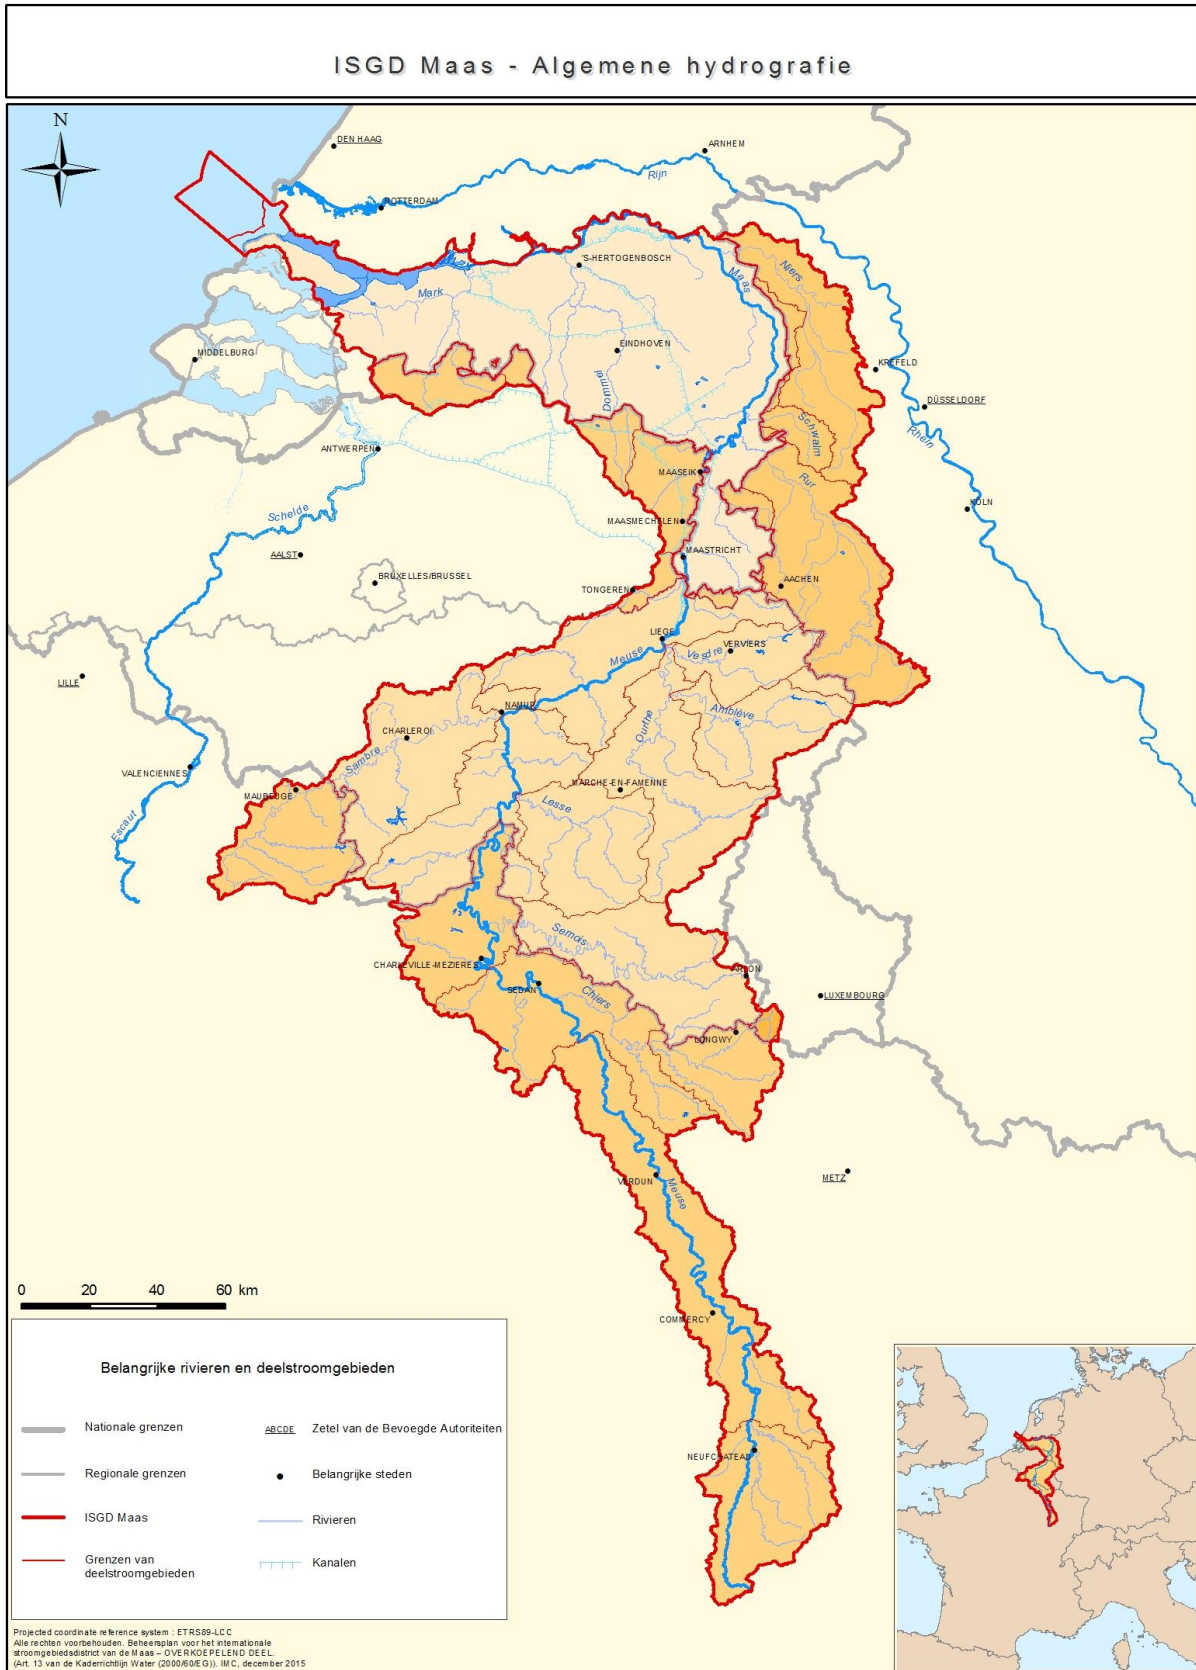 ISGD Maas - Algemene hydrografie
N
DEN HAAG
ARNHEM
Rijn
ROTTERDAM
'S-HERTOGENBOSCH
Niers
Maas
Mark
MIDDELBURG
EINDHOVEN
KREFELD
Dommel
DÜSSELDORF
Schwalm
Rhein
ANTWERPEN
MAASEIK
Rur
KÖLN
Schelde
MAASMECHELEN
AALST
MAASTRICHT
BRUXELLES/BRUSSEL
AACHEN
TONGEREN
LIEGE
VERVIERS
Meuse
Vesdre
LILLE
NAMUR
Amblève
Ourthe
CHARLEROI
Sambre
VALENCIENNES
MAUBEUGE
MARCHE-EN-FAMENNE
Lesse
Escaut
Semois
CHARLEVILLE-MEZIERES
ARLON
SEDAN
Chiers
LUXEMBOURG
LONGWY
VERDUN
METZ
Meuse
COMMERCY
NEUFCHATEAU
0 20 40 60 km
Belangrijke rivieren en deelstroomgebieden
Nationale grenzen
ABCDE Zetel van de Bevoegde Autoriteiten
Regionale grenzen
Belangrijke steden
ISGD Maas
Rivieren
Grenzen van
deelstroomgebieden
Kanalen
Projected coordinate reference system : ETRS89-LCC
Alle rechten voorbehouden. Beheersplan voor het internationale
stroomgebiedsdistrict van de Maas – OVERKOEPELEND DEEL.
(Art. 13 van de Kaderrichtlijn Water (2000/60/EG)). IMC, december 2015